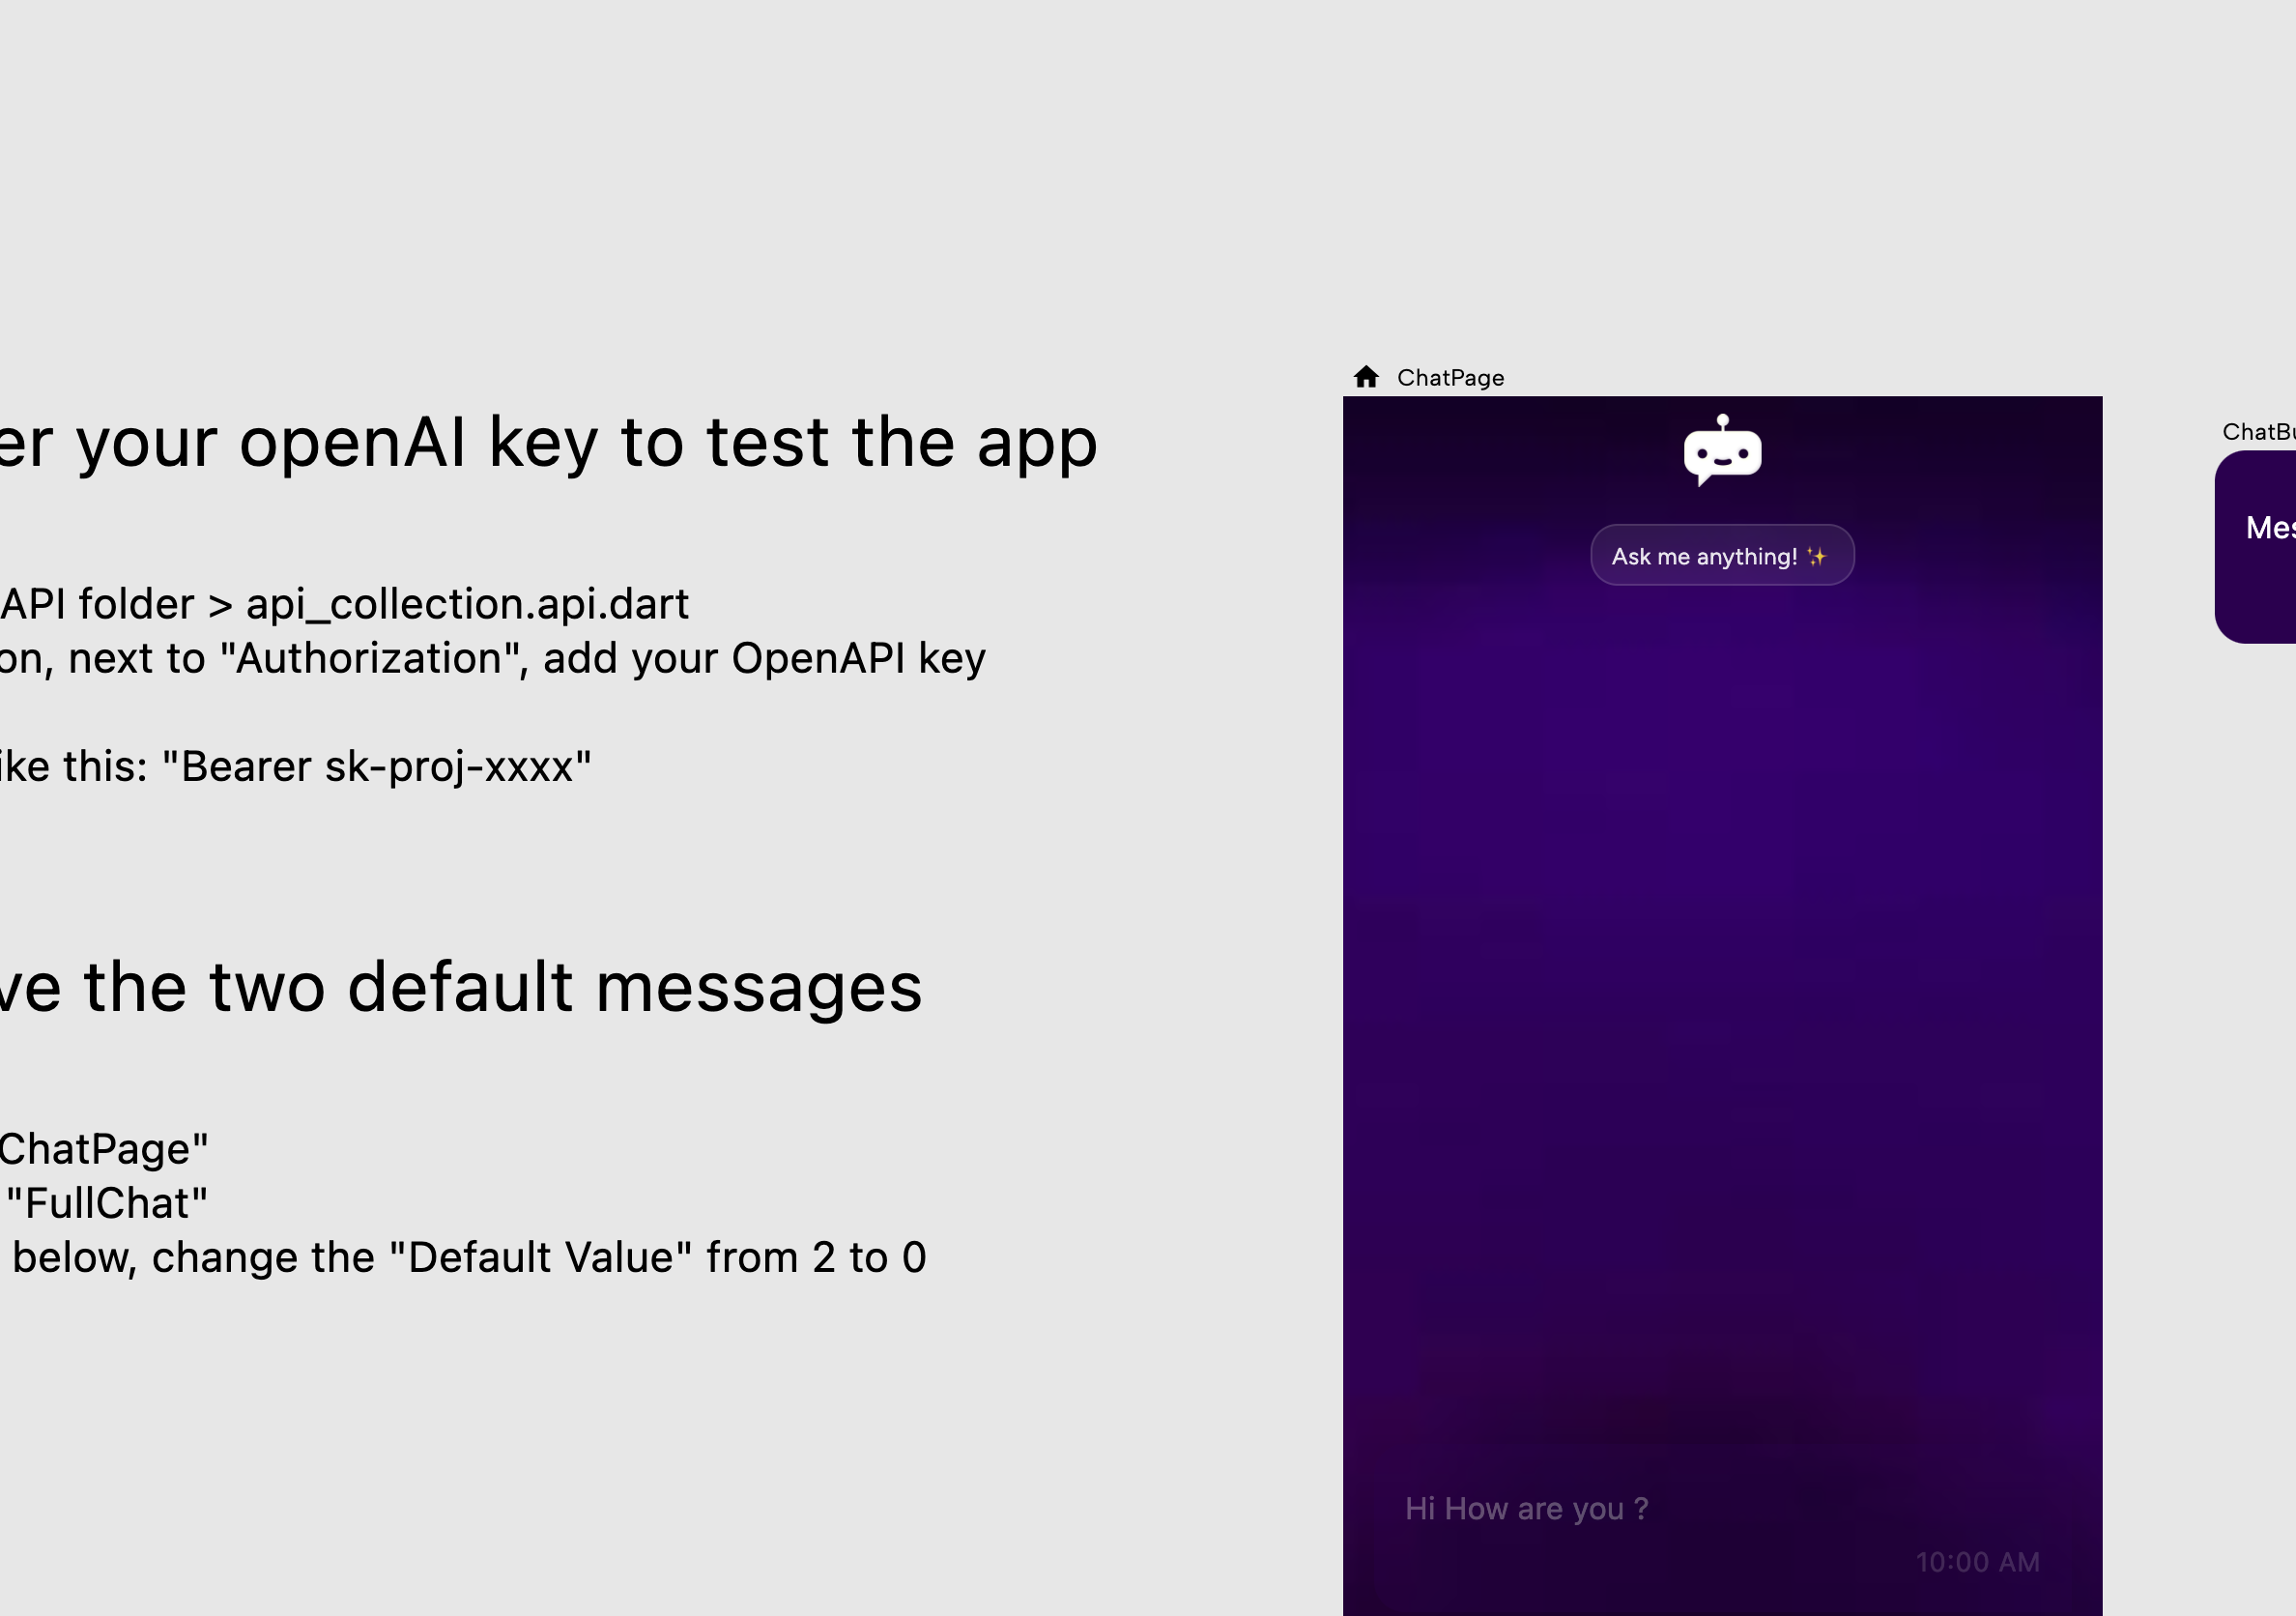 er your openAI key to test the app
API folder > api_collection.api.dart
on, next to "Authorization", add your OpenAPI key
ike this: "Bearer sk-proj-xxxx"
ve the two default messages
ChatPage"
"FullChat"
below, change the "Default Value" from 2 to 0
ChatPage
Ask me anything! ✨
Hi How are you ?
10:00 AM
ChatBu
Mes